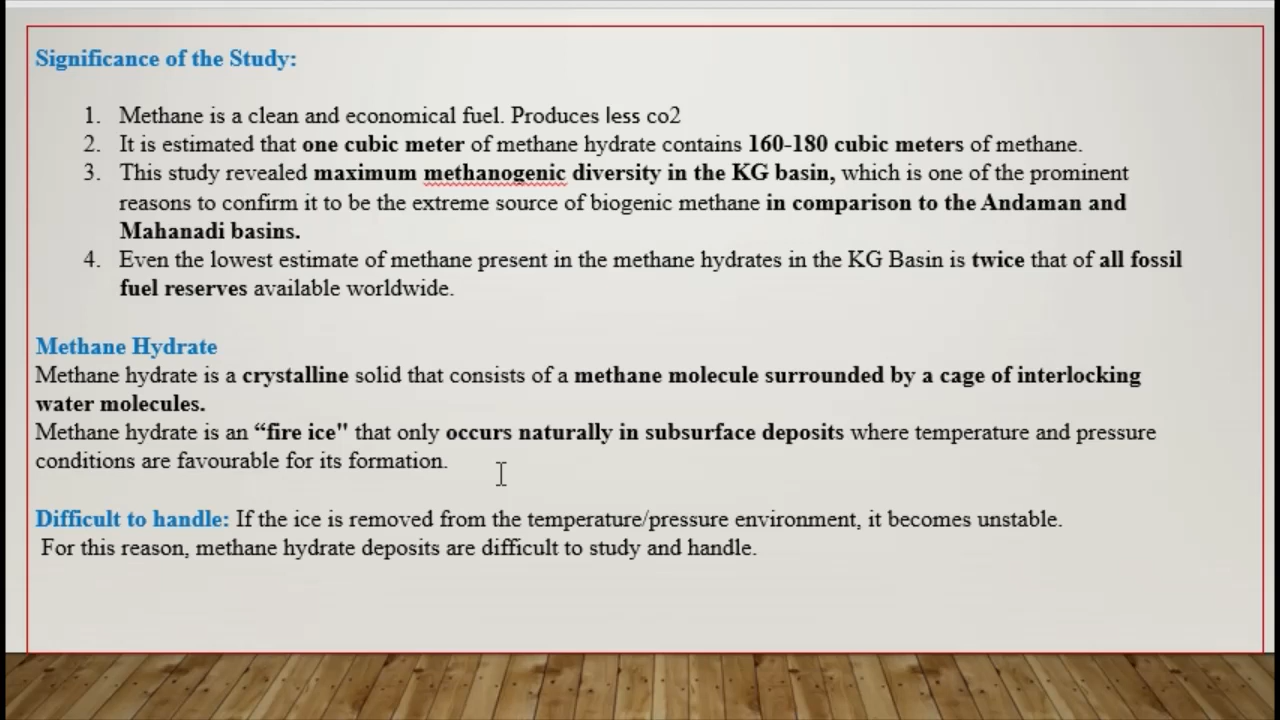 Significance of the Study:
1. Methane is a clean and economical fuel. Produces less co2
2. It is estimated that one cubic meter of methane hydrate contains 160-180 cubic meters of methane.
3. This study revealed maximum methanogenic diversity in the KG basin, which is one of the prominent
reasons to confirm it to be the extreme source of biogenic methane in comparison to the Andaman and
Mahanadi basins.
4. Even the lowest estimate of methane present in the methane hydrates in the KG Basin is twice that of all fossil
fuel reserves available worldwide.
Methane Hydrate
Methane hydrate is a crystalline solid that consists of a methane molecule surrounded by a cage of interlocking
water molecules.
Methane hydrate is an “fire ice" that only occurs naturally in subsurface deposits where temperature and pressure
conditions are favourable for its formation.
Difficult to handle: If the ice is removed from the temperature/pressure environment, it becomes unstable.
For this reason, methane hydrate deposits are difficult to study and handle.